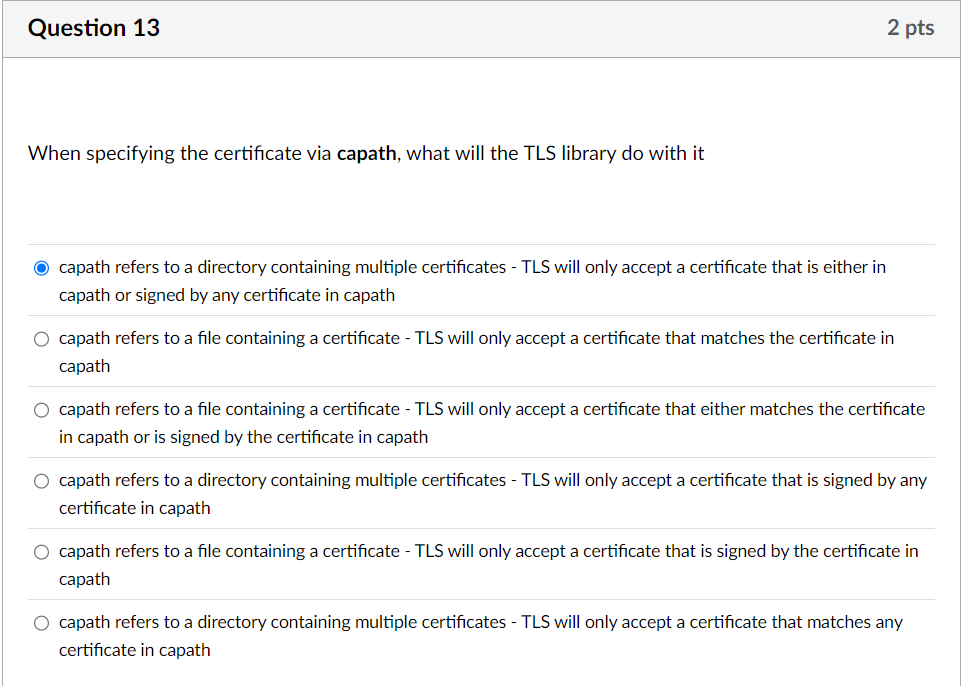 Question 13
2 pts
When specifying the certificate via capath, what will the TLS library do with it
capath refers to a directory containing multiple certificates - TLS will only accept a certificate that is either in
capath or signed by any certificate in capath
capath refers to a file containing a certificate - TLS will only accept a certificate that matches the certificate in
capath
capath refers to a file containing a certificate - TLS will only accept a certificate that either matches the certificate
in capath or is signed by the certificate in capath
capath refers to a directory containing multiple certificates - TLS will only accept a certificate that is signed by any
certificate in capath
capath refers to a file containing a certificate - TLS will only accept a certificate that is signed by the certificate in
capath
capath refers to a directory containing multiple certificates - TLS will only accept a certificate that matches any
certificate in capath